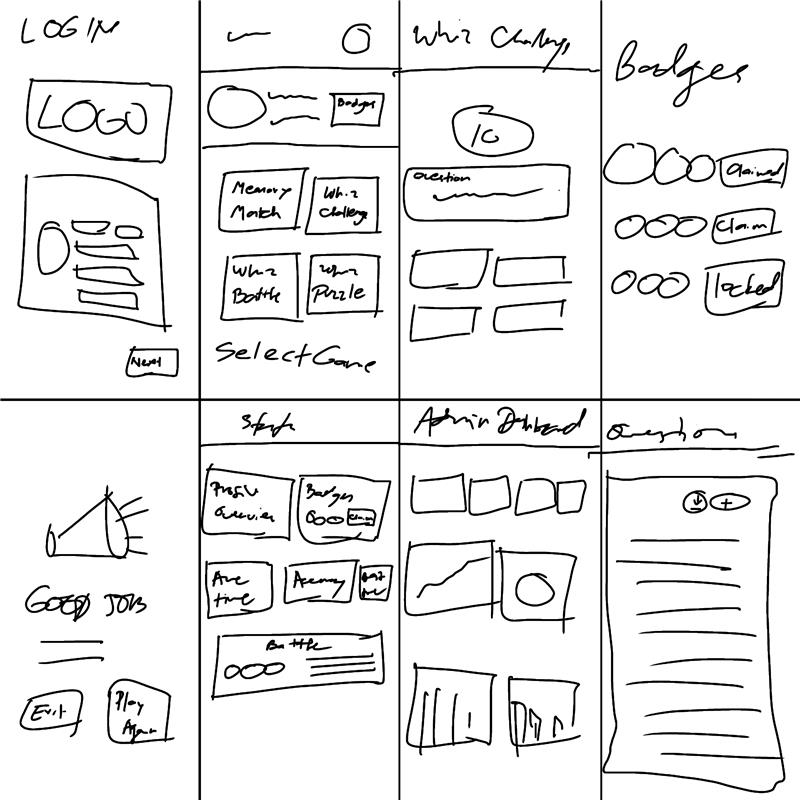 LOGIN
LOGO
Next
Badges
Memory
Match
Whiz
Challenge
Whiz
Battle
Whiz
Puzzle
Select Game
Whiz Challenge
10
Question
Badges
Claimed
Claim
locked
GOOD JOB
Exit
Play
Again
Profile
Overview
Badges
Claim
Ave
time
Accuracy
Battle
Admin Dashboard
Questions